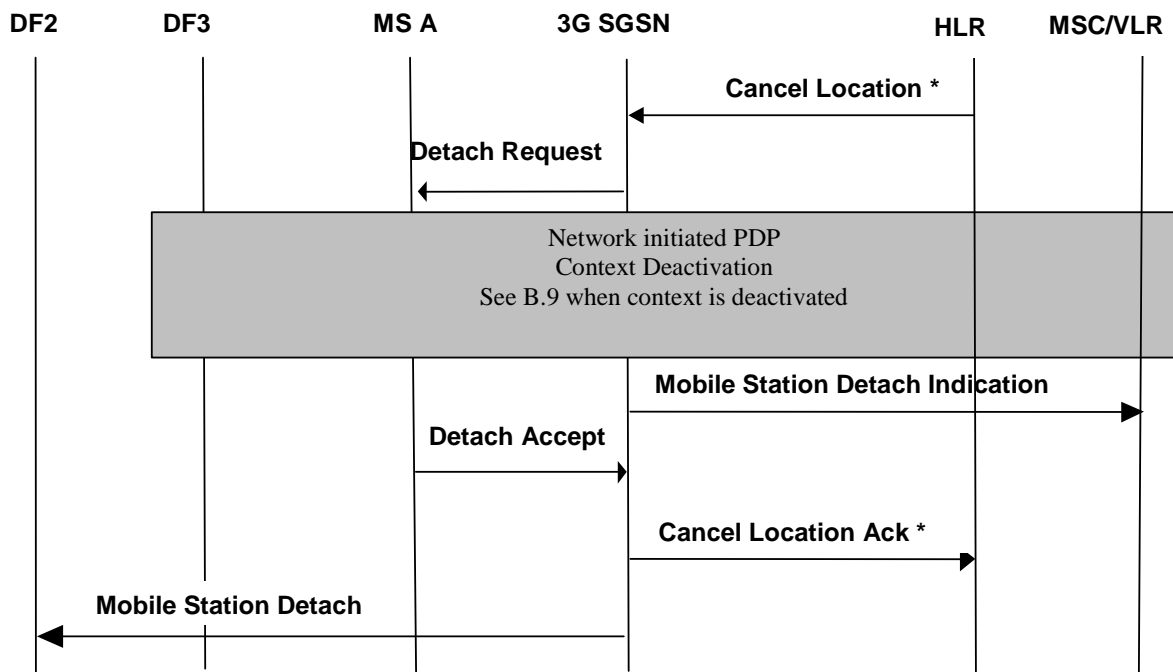 DF2 DF3 MS A 3G SGSN HLR MSC/VLR
Cancel Location *
Detach Request
Network initiated PDP
Context Deactivation
See B.9 when context is deactivated
Mobile Station Detach Indication
Detach Accept
Cancel Location Ack *
Mobile Station Detach